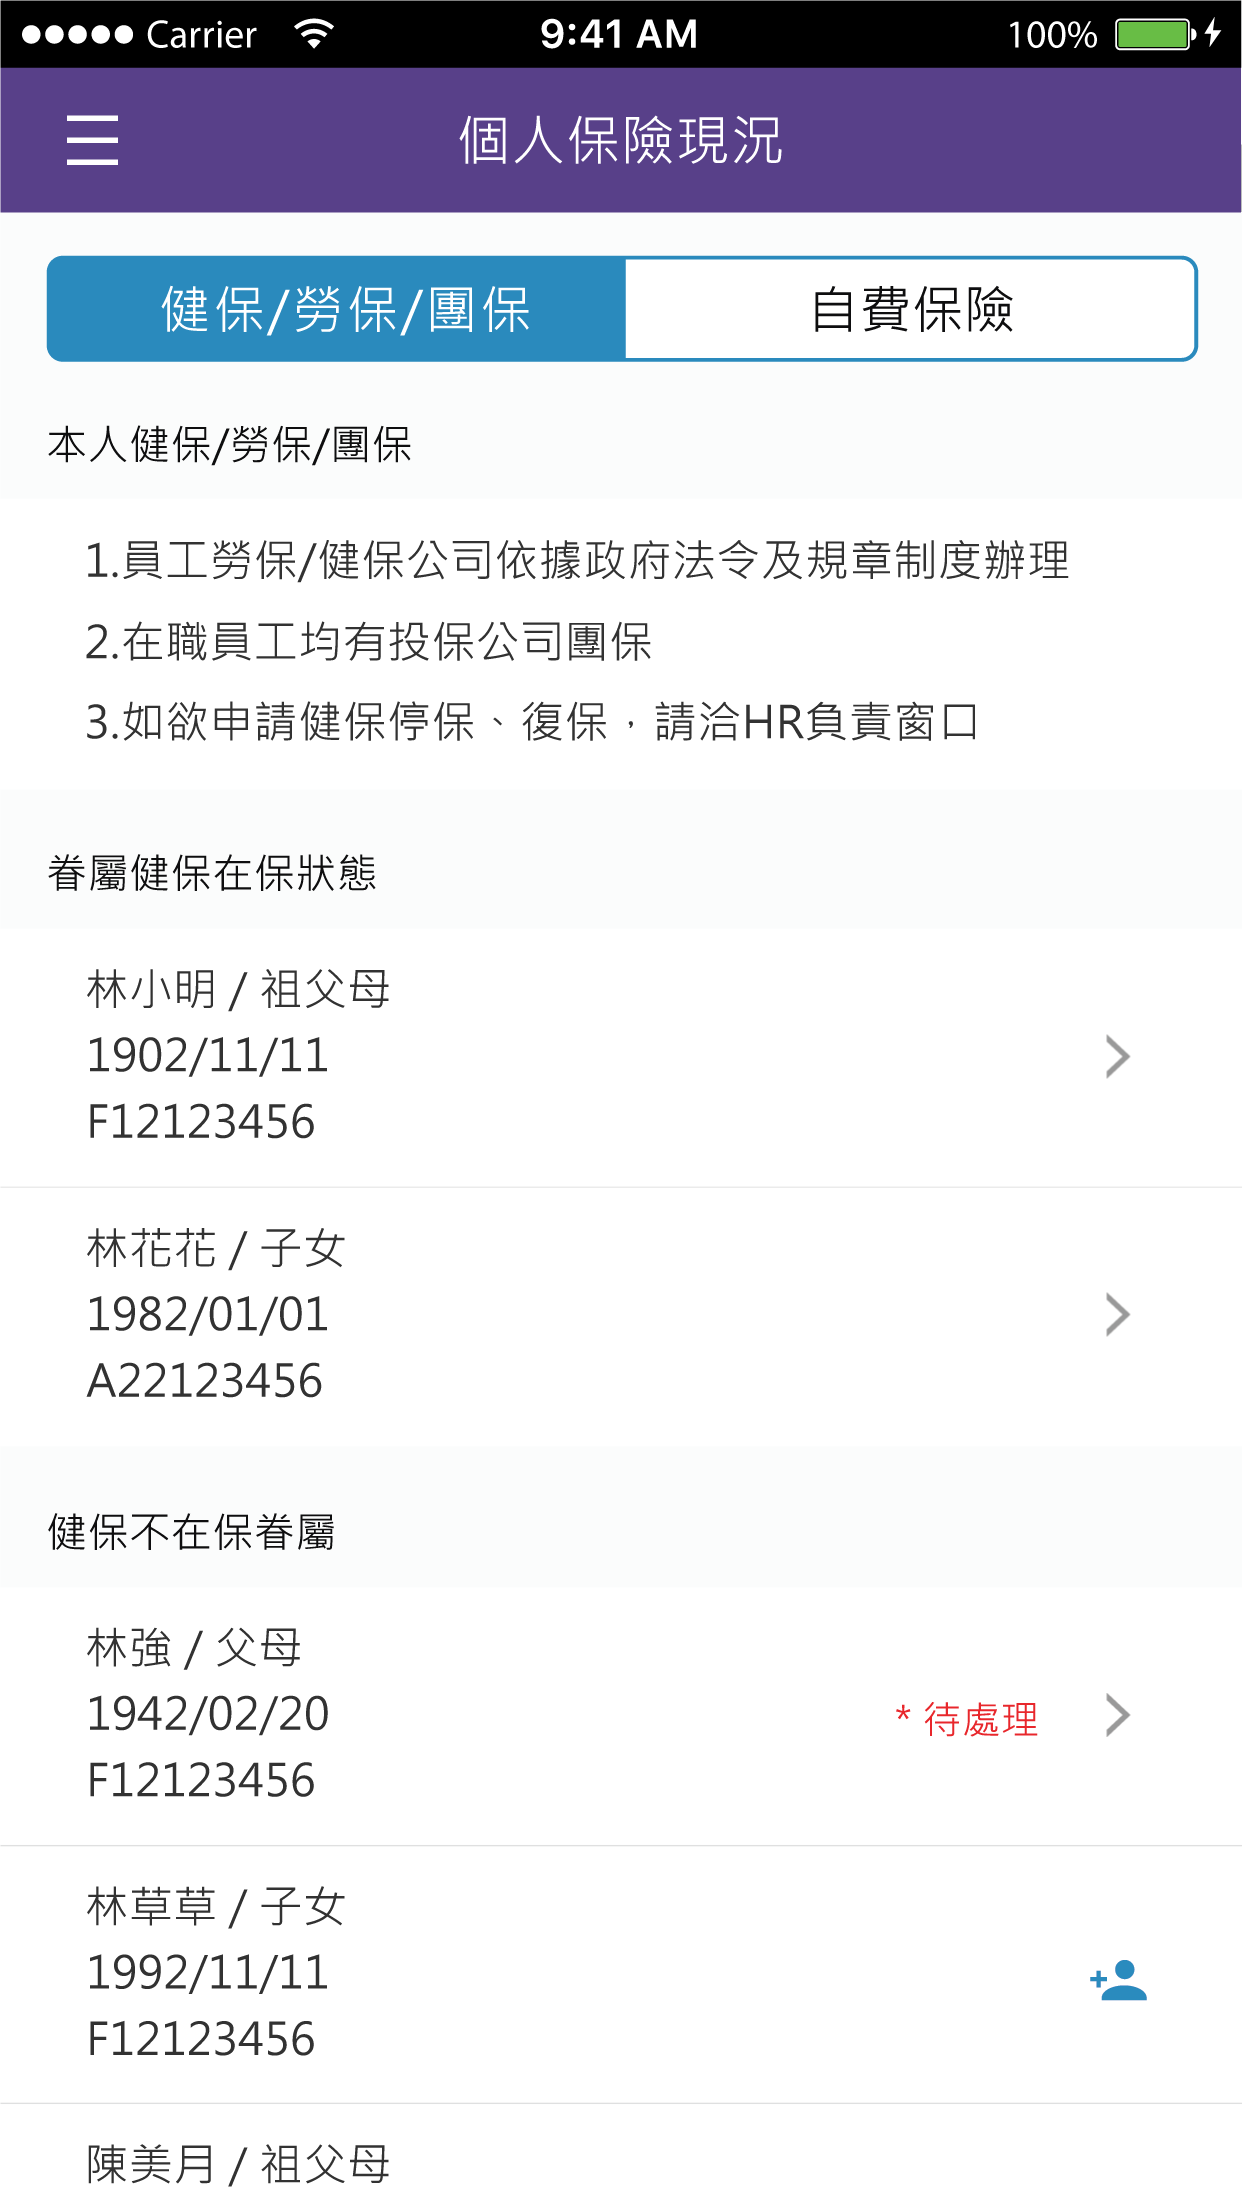 Carrier 9:41 AM 100%
個人保險現況
健保/勞保/團保 自費保險
本人健保/勞保/團保
1.員工勞保/健保公司依據政府法令及規章制度辦理
2.在職員工均有投保公司團保
3.如欲申請健保停保、復保，請洽HR負責窗口
眷屬健保在保狀態
林小明 / 祖父母
1902/11/11
F12123456
林花花 / 子女
1982/01/01
A22123456
健保不在保眷屬
林強 / 父母
1942/02/20
* 待處理
F12123456
林草草 / 子女
1992/11/11
F12123456
陳美月 / 祖父母